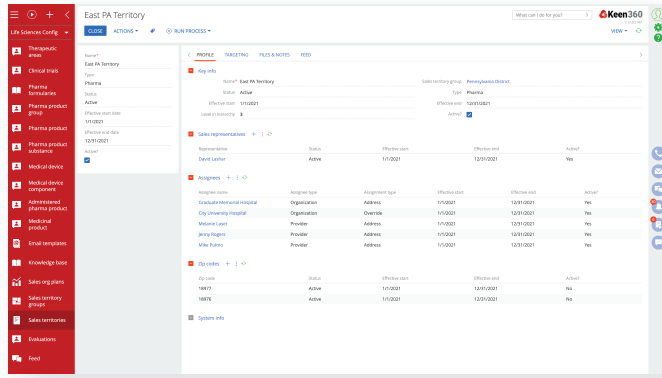 East PA Territory
What can I do for you? >
Keen360
Life Sciences Config
CLOSE ACTIONS RUN PROCESS VIEW
Therapeutic areas
Clinical trials
Pharma formularies
Pharma product group
Pharma product
Pharma product substance
Medical device
Medical device component
Administered pharma product
Medicinal product
Email templates
Knowledge base
Sales org plans
Sales territory groups
Sales territories
Evaluations
Feed
Name*
East PA Territory
Type
Pharma
Status
Active
Effective start date
1/1/2021
Effective end date
12/31/2021
Active?
PROFILE TARGETING FILES & NOTES FEED
Key info
Name* East PA Territory Sales territory group Pennsylvania District
Status Active Type Pharma
Effective start 1/1/2021 Effective end 12/31/2021
Level in hierarchy 3 Active?
Sales representatives
Representative Status Effective start Effective end Active?
David Lasher Active 1/1/2021 12/31/2021 Yes
Assignees
Assignee name Assignee type Assignment type Effective start Effective end Active?
Graduate Memorial Hospital Organization Address 1/1/2021 12/31/2021 Yes
City University Hospital Organization Override 1/1/2021 12/31/2021 Yes
Melanie Laser Provider Address 1/1/2021 12/31/2021 Yes
Jenny Rogers Provider Address 1/1/2021 12/31/2021 Yes
Mike Pulmo Provider Address 1/1/2021 12/31/2021 Yes
Zip codes
Zip code Status Effective start Effective end Active?
18977 Active 1/1/2021 12/31/2021 No
18976 Active 1/1/2021 12/31/2021 No
System info